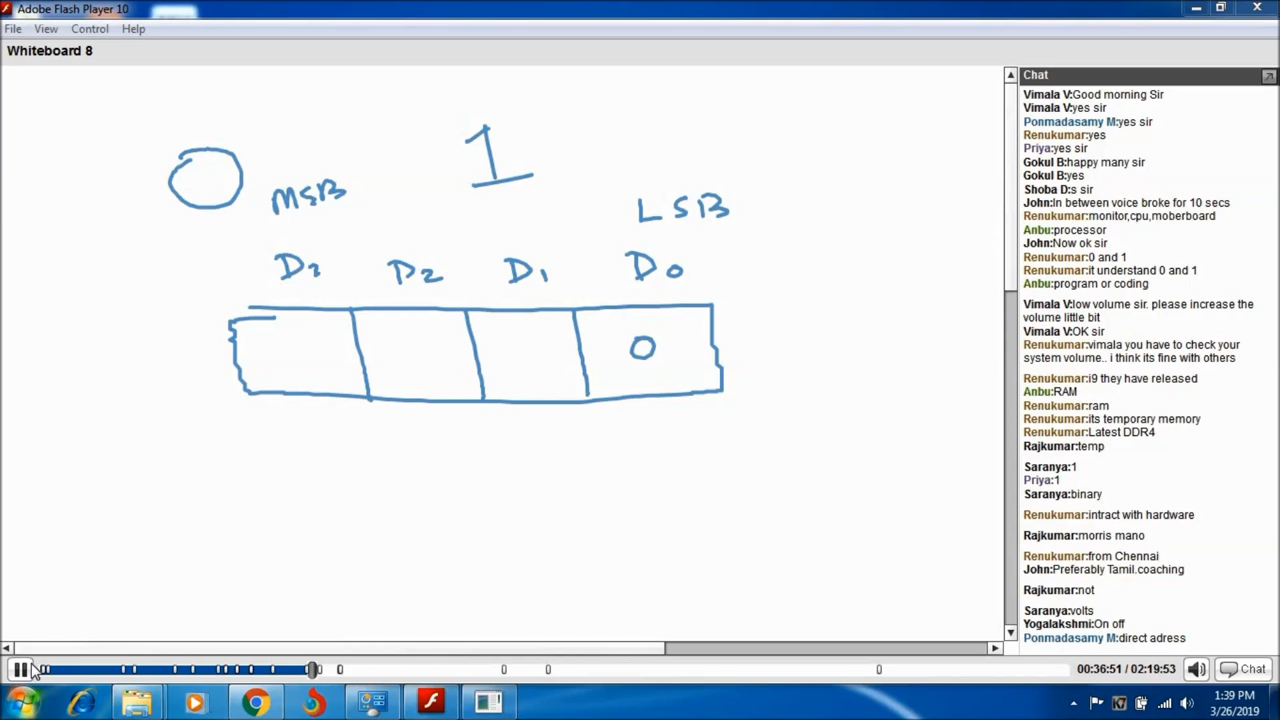 Adobe Flash Player 10
File View Control Help
Whiteboard 8
0 1
MSB LSB
D3 D2 D1 D0
0
Chat
Vimala V:Good morning Sir
Vimala V:yes sir
Ponmadasamy M:yes sir
Renukumar:yes
Priya:yes sir
Gokul B:happy many sir
Gokul B:yes
Shoba D:s sir
John:In between voice broke for 10 secs
Renukumar:monitor,cpu,moberboard
Anbu:processor
John:Now ok sir
Renukumar:0 and 1
Renukumar:it understand 0 and 1
Anbu:program or coding
Vimala V:low volume sir. please increase the
volume little bit
Vimala V:OK sir
Renukumar:vimala you have to check your
system volume.. i think its fine with others
Renukumar:i9 they have released
Anbu:RAM
Renukumar:ram
Renukumar:its temporary memory
Renukumar:Latest DDR4
Rajkumar:temp
Saranya:1
Priya:1
Saranya:binary
Renukumar:intract with hardware
Rajkumar:morris mano
Renukumar:from Chennai
John:Preferably Tamil.coaching
Rajkumar:not
Saranya:volts
Yogalakshmi:On off
Ponmadasamy M:direct adress
00:36:51 / 02:19:53 Chat
1:39 PM
3/26/2019